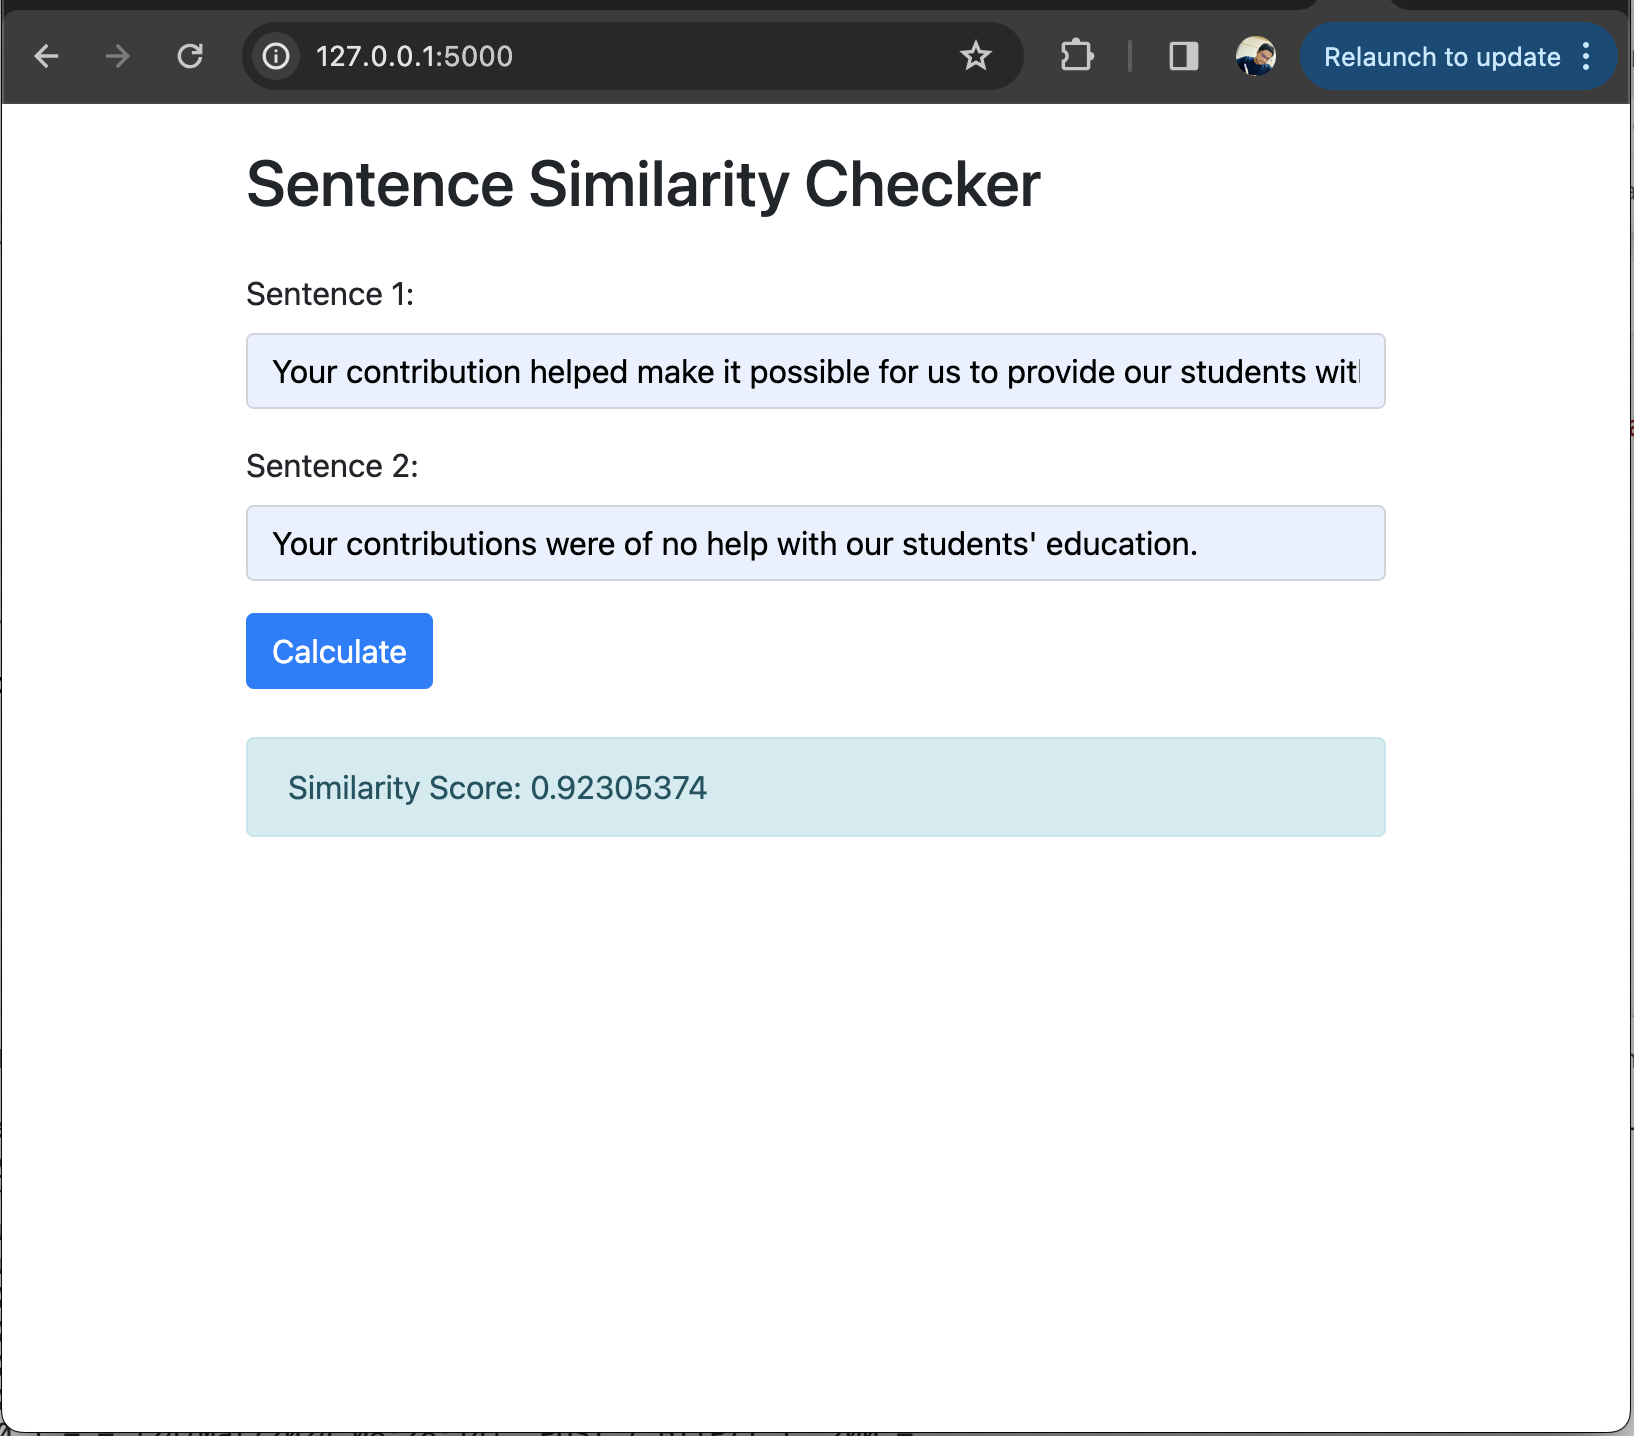 127.0.0.1:5000
Relaunch to update
Sentence Similarity Checker
Sentence 1:
Your contribution helped make it possible for us to provide our students
Sentence 2:
Your contributions were of no help with our students' education.
Calculate
Similarity Score: 0.92305374